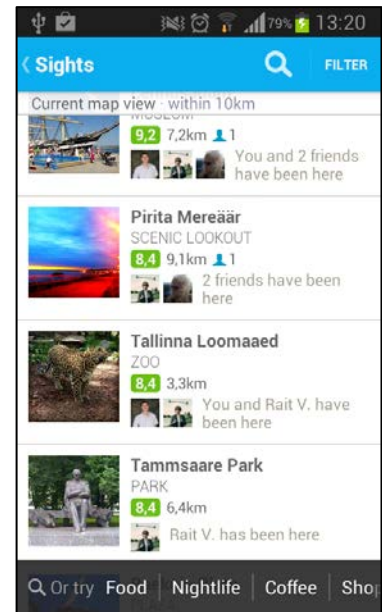 79% 13:20
Sights
FILTER
Current map view · within 10km
MUSEUM
9,2 7,2km 1
You and 2 friends
have been here
Pirita Mereäär
SCENIC LOOKOUT
8,4 9,1km 1
2 friends have been
here
Tallinna Loomaaed
ZOO
8,4 3,3km
You and Rait V. have
been here
Tammsaare Park
PARK
8,4 6,4km
Rait V. has been here
Or try Food Nightlife Coffee Shop